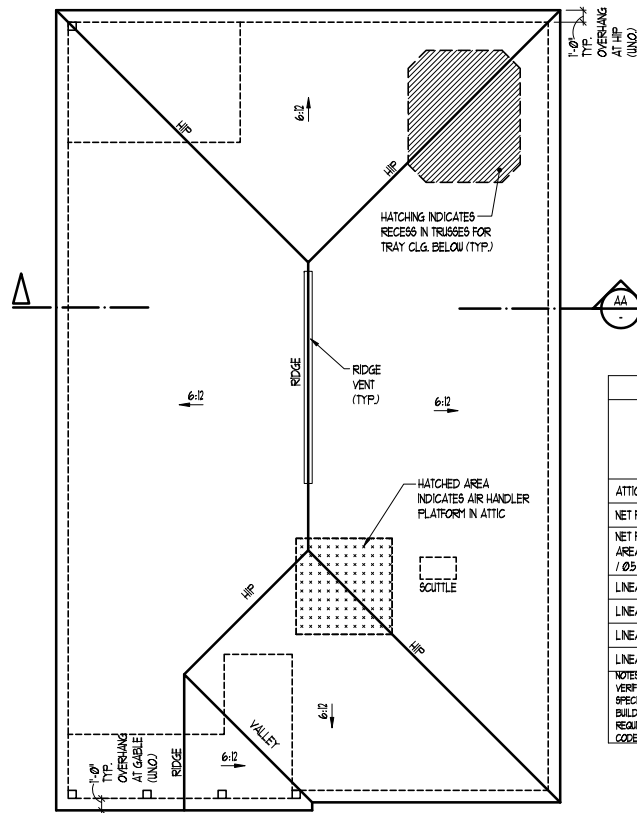 1'-0"
TYP.
OVERHANG
AT HIP
(U.N.O.)
HIP
6:12
HIP
HATCHING INDICATES
RECESS IN TRUSSES FOR
TRAY CLG. BELOW (TYP.)
AA
-
RIDGE
RIDGE
VENT
(TYP.)
6:12
6:12
HATCHED AREA
INDICATES AIR HANDLER
PLATFORM IN ATTIC
SCUTTLE
HIP
HIP
VALLEY
6:12
6:12
RIDGE
1'-0"
TYP.
OVERHANG
AT GABLE
(U.N.O.)
ATTIC
NET
NET
AREA
/ 0.5
LINEA
LINEA
LINEA
LINEA
NOTES
VERIF
SPECI
BUILD
REQU
CODE